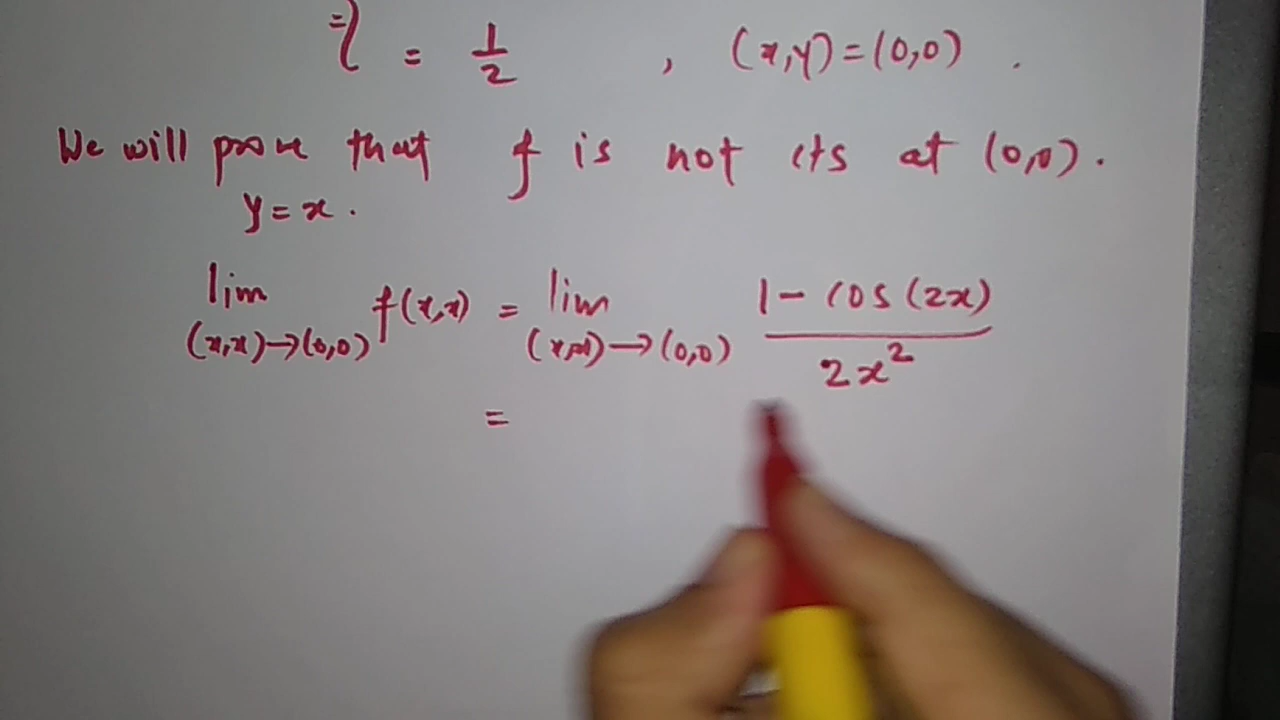 = 1/2 , (x,y)=(0,0) .
We will prove that f is not cts at (0,0).
y=x.
lim (x,x)→(0,0) f(x,x) = lim (x,x)→(0,0) 1-cos(2x) / 2x²
=